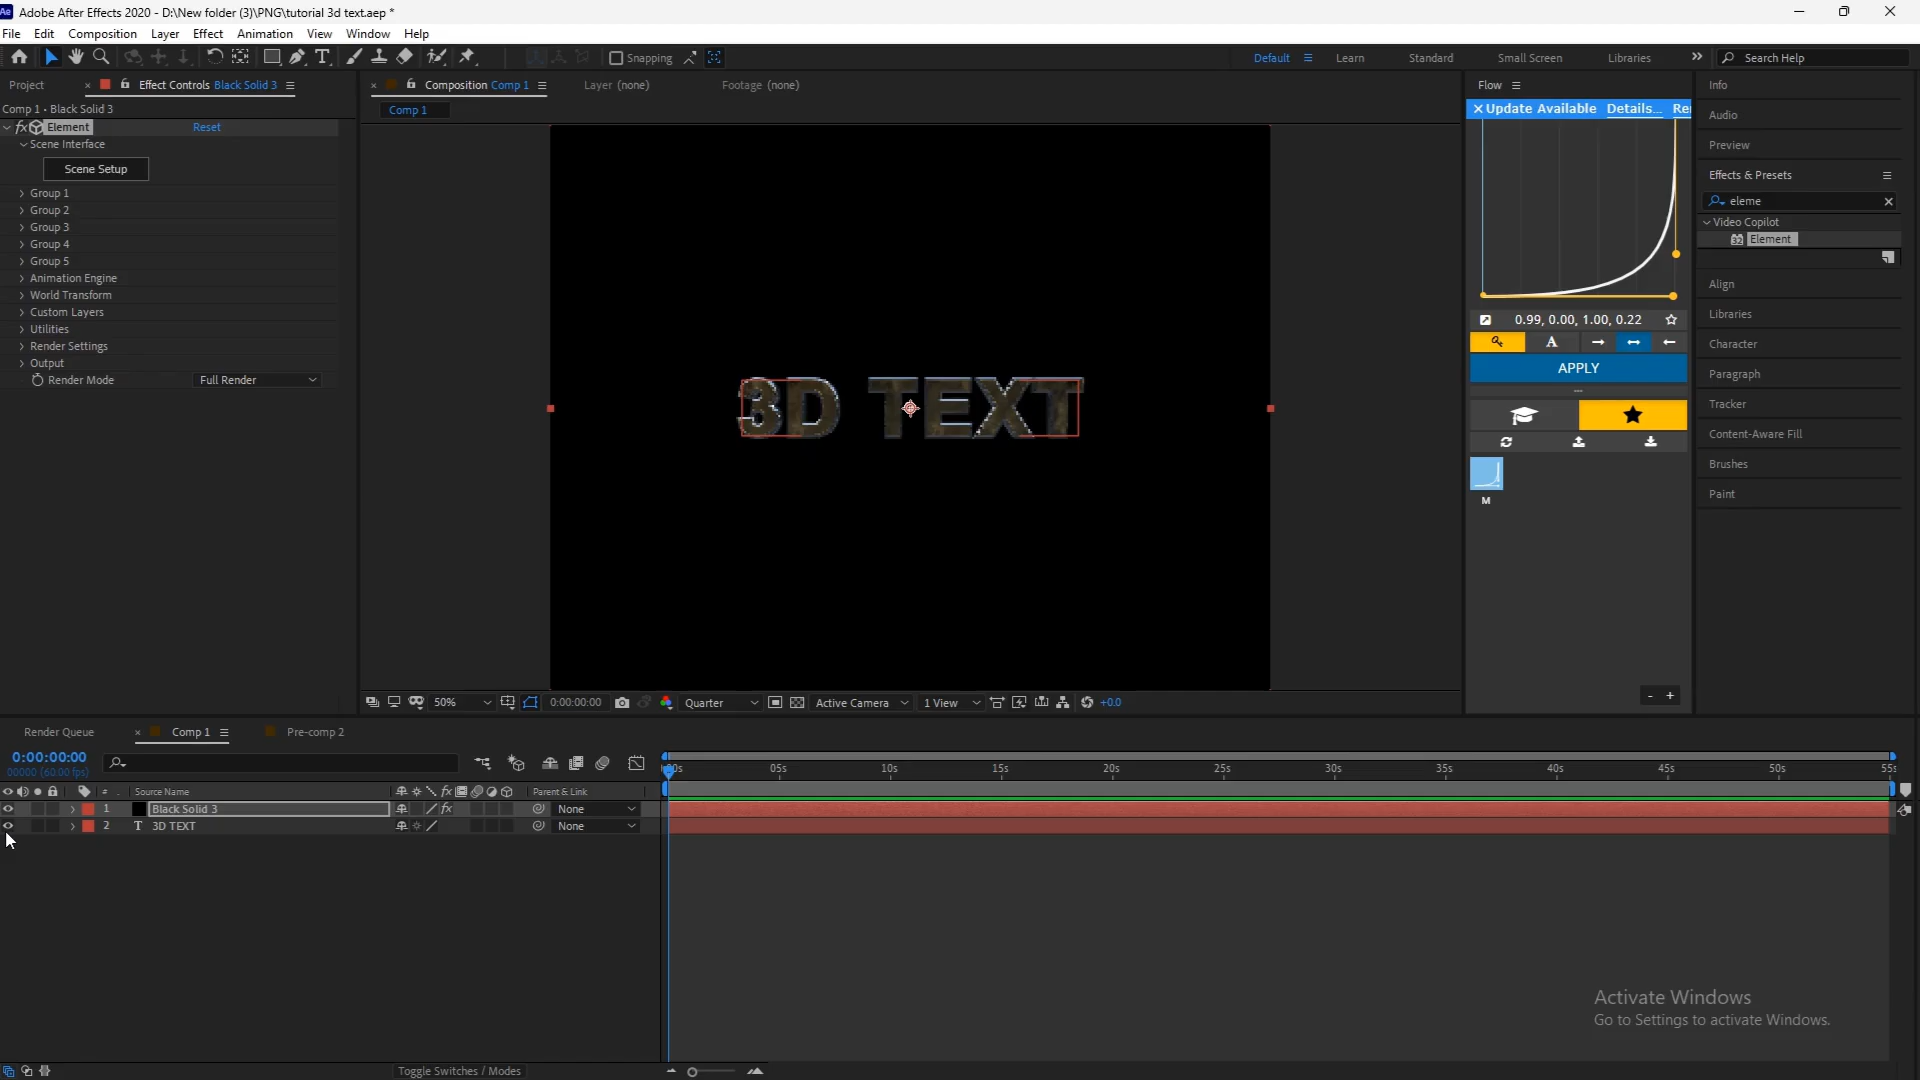 Ae Adobe After Effects 2020 - D:\New folder (3)\PNG\tutorial 3d text.aep *
File Edit Composition Layer Effect Animation View Window Help
Snapping Default Learn Standard Small Screen Libraries Search Help
Project Effect Controls Black Solid 3 Composition Comp 1 Layer (none) Footage (none) Flow Info
Comp 1 • Black Solid 3
Comp 1
Update Available Details...
Audio
fx Element Reset
Scene Interface
Scene Setup
Group 1
Group 2
Group 3
Group 4
Group 5
Animation Engine
World Transform
Custom Layers
Utilities
Render Settings
Output
Render Mode Full Render
3D TEXT
0.99, 0.00, 1.00, 0.22
A
APPLY
M
- +
Preview
Effects & Presets
eleme
Video Copilot
32 Element
Align
Libraries
Character
Paragraph
Tracker
Content-Aware Fill
Brushes
Paint
50% 0:00:00:00 Quarter Active Camera 1 View +0.0
Render Queue Comp 1 Pre-comp 2
0:00:00:00
00000 (60.00 fps)
05s 10s 15s 20s 25s 30s 35s 40s 45s 50s 55s
# Source Name fx Parent & Link
1 Black Solid 3 fx None
2 T 3D TEXT None
Activate Windows
Go to Settings to activate Windows.
Toggle Switches / Modes